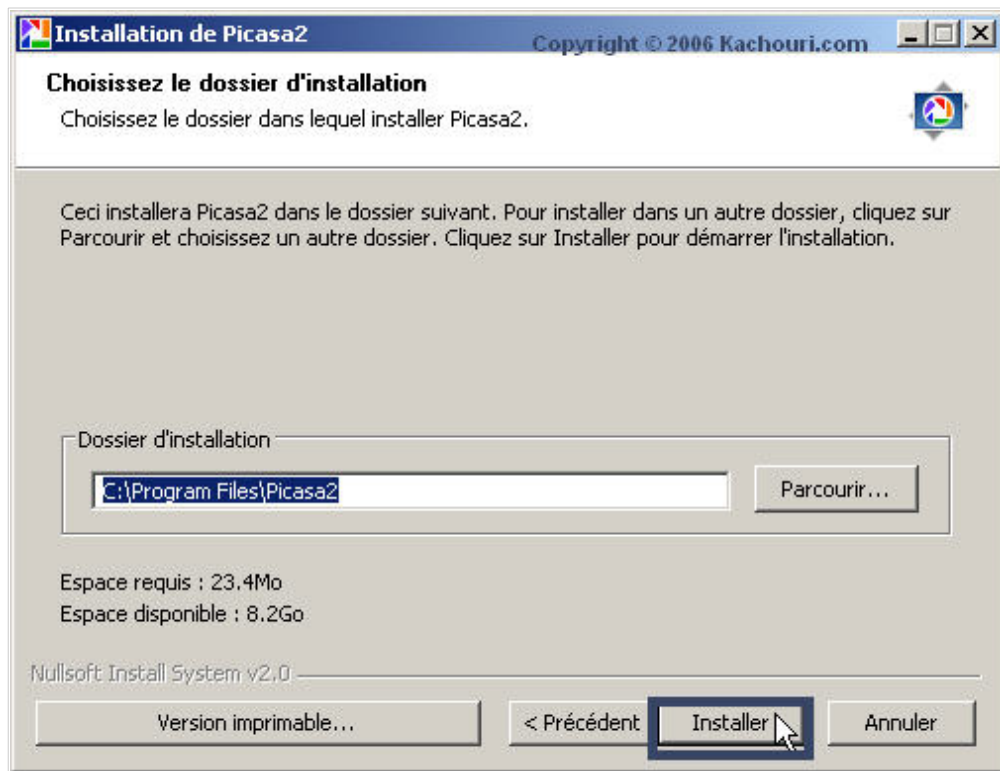 Installation de Picasa2
Copyright © 2006 Kachouri.com
Choisissez le dossier d'installation
Choisissez le dossier dans lequel installer Picasa2.
Ceci installera Picasa2 dans le dossier suivant. Pour installer dans un autre dossier, cliquez sur
Parcourir et choisissez un autre dossier. Cliquez sur Installer pour démarrer l'installation.
Dossier d'installation
C:\Program Files\Picasa2
Parcourir...
Espace requis : 23.4Mo
Espace disponible : 8.2Go
Nullsoft Install System v2.0
Version imprimable...
< Précédent
Installer
Annuler